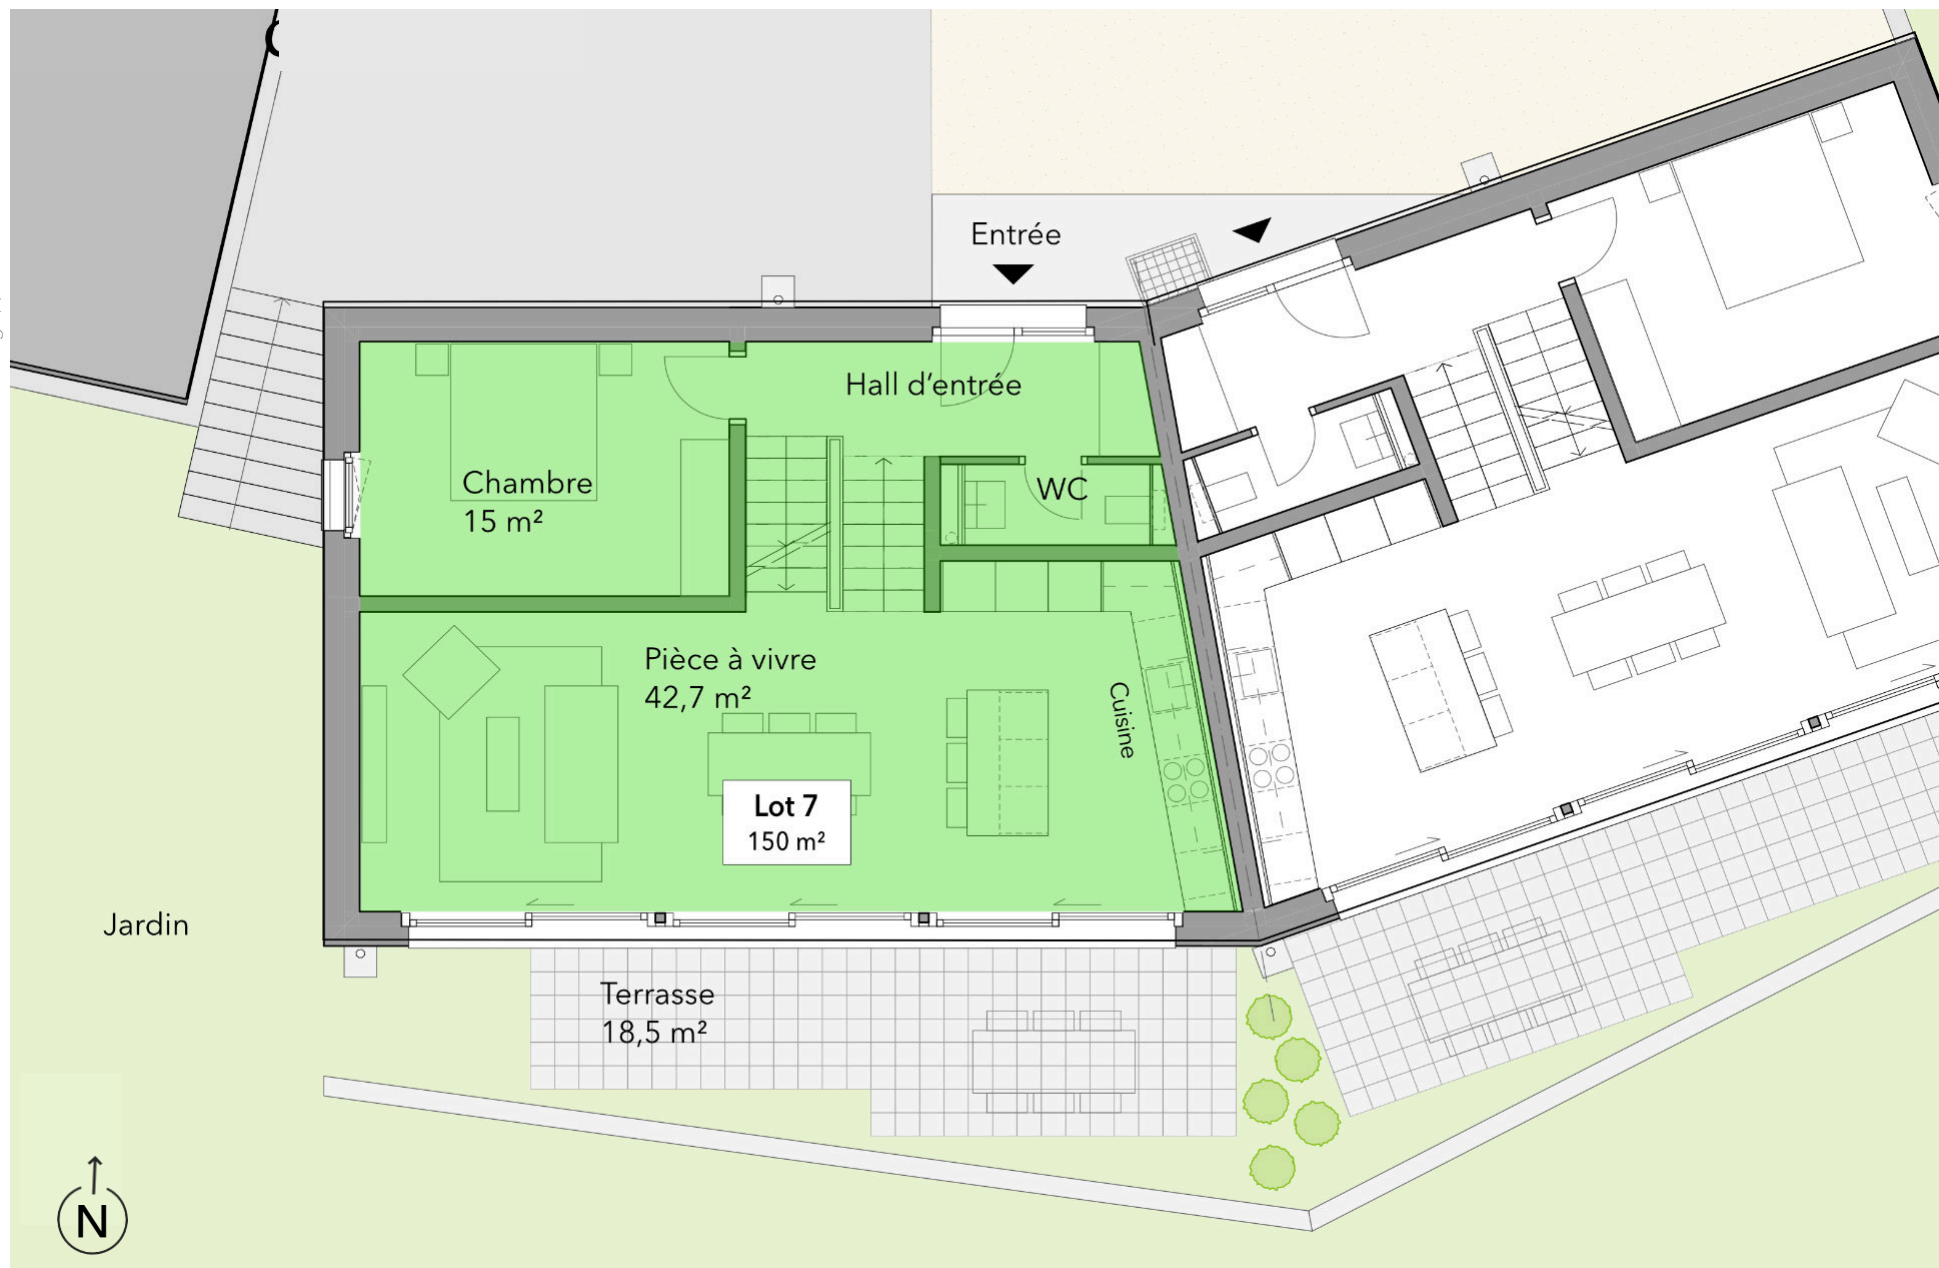 Entrée
Hall d’entrée
Chambre
15 m²
WC
Pièce à vivre
42,7 m²
Cuisine
Lot 7
150 m²
Jardin
Terrasse
18,5 m²
N